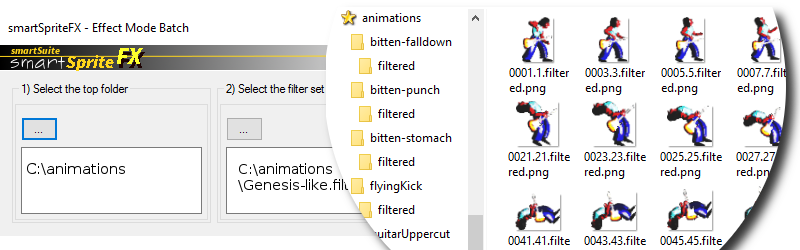 smartSpriteFX - Effect Mode Batch
smartSuite
smartSpriteFX
1) Select the top folder
...
C:\animations
2) Select the filter set
...
C:\animations
\Genesis-like.fil
animations
bitten-falldown
filtered
bitten-punch
filtered
bitten-stomach
filtered
flyingKick
filtered
uitarUppercut
0001.1.filter
ed.png
0003.3.filter
ed.png
0005.5.filter
ed.png
0007.7.f
ed.png
0021.21.filte
red.png
0023.23.filte
red.png
0025.25.filte
red.png
0027.27
red.png
0041.41.filte
0043.43.filte
0045.45.filte